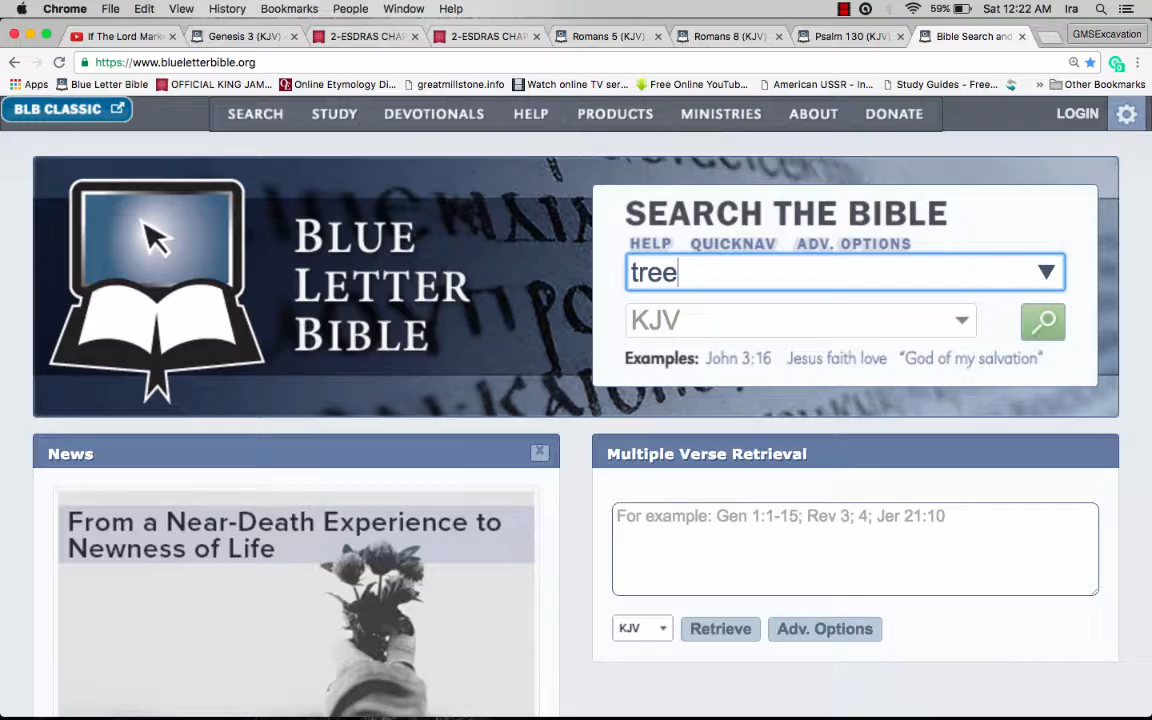 Chrome File Edit View History Bookmarks People Window Help 59% Sat 12:22 AM Ira
If The Lord Mark Genesis 3 (KJV) 2-ESDRAS CHAP 2-ESDRAS CHAP Romans 5 (KJV) Romans 8 (KJV) Psalm 130 (KJV) Bible Search and GMSExcavation
https://www.blueletterbible.org
Apps Blue Letter Bible OFFICIAL KING JAM... Online Etymology Di... greatmillstone.info Watch online TV ser... Free Online YouTub... American USSR - In... Study Guides - Free... » Other Bookmarks
BLB CLASSIC SEARCH STUDY DEVOTIONALS HELP PRODUCTS MINISTRIES ABOUT DONATE LOGIN
BLUE
LETTER
BIBLE
SEARCH THE BIBLE
HELP QUICKNAV ADV. OPTIONS
tree
KJV
Examples: John 3:16 Jesus faith love "God of my salvation"
News
From a Near-Death Experience to
Newness of Life
Multiple Verse Retrieval
For example: Gen 1:1-15; Rev 3; 4; Jer 21:10
KJV Retrieve Adv. Options